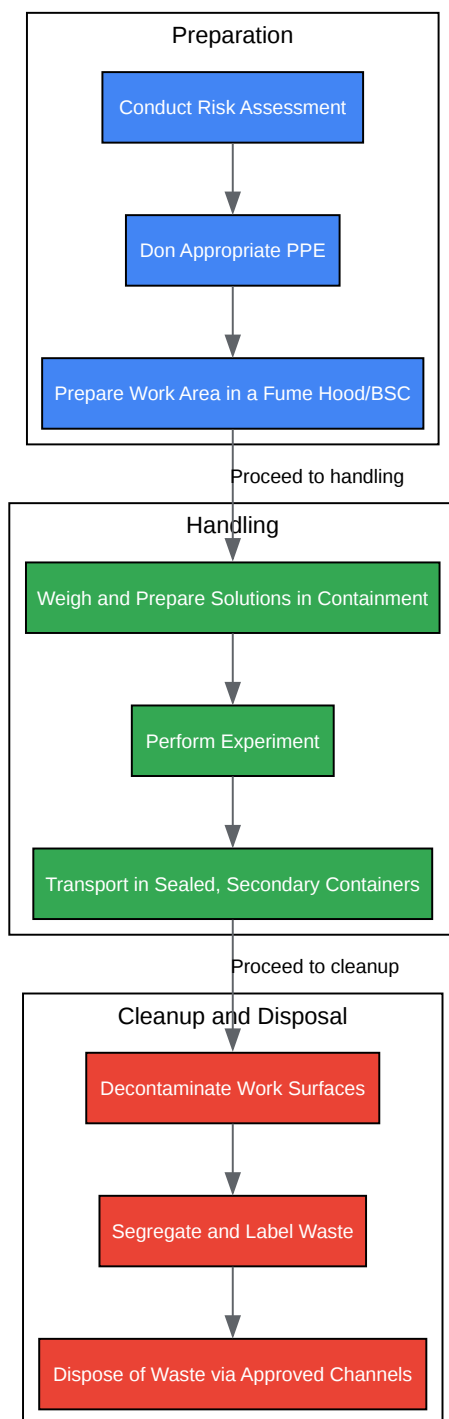 Preparation
Conduct Risk Assessment
Don Appropriate PPE
Prepare Work Area in a Fume Hood/BSC
Proceed to handling
Handling
Weigh and Prepare Solutions in Containment
Perform Experiment
Transport in Sealed, Secondary Containers
Proceed to cleanup
Cleanup and Disposal
Decontaminate Work Surfaces
Segregate and Label Waste
Dispose of Waste via Approved Channels